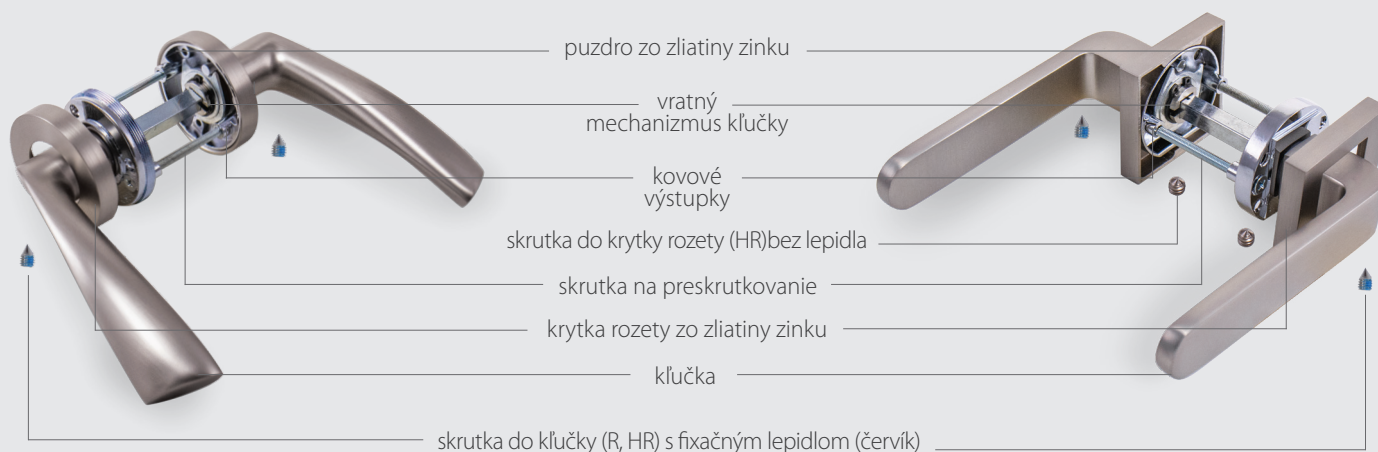 puzdro zo zliatiny zinku
vratný
mechanizmus kľučky
kovové
výstupky
skrutka do krytky rozety (HR)bez lepidla
skrutka na preskrutkovanie
krytka rozety zo zliatiny zinku
kľučka
skrutka do kľučky (R, HR) s fixačným lepidlom (červík)